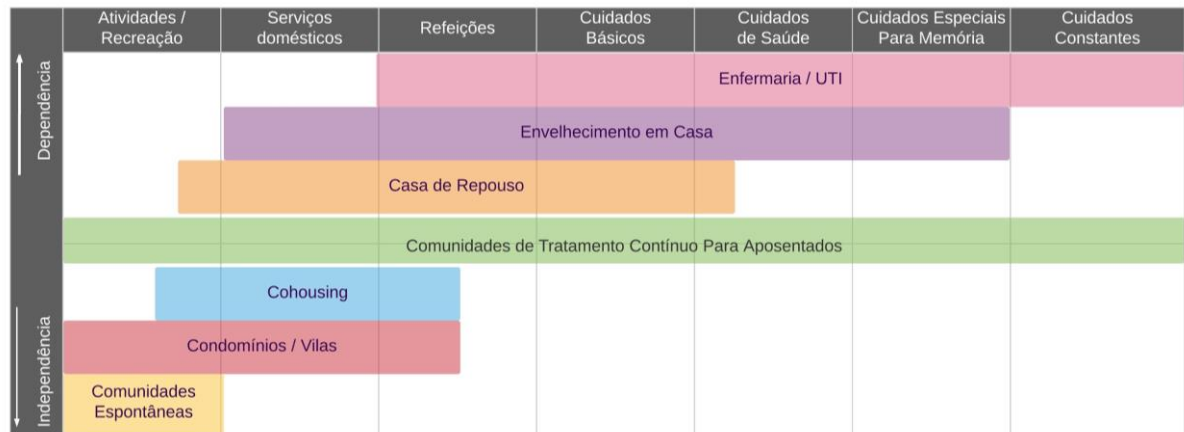 Atividades /
Recreação
Serviços
domésticos
Refeições
Cuidados
Básicos
Cuidados
de Saúde
Cuidados Especiais
Para Memória
Cuidados
Constantes
Dependência
Enfermaria / UTI
Envelhecimento em Casa
Casa de Repouso
Comunidades de Tratamento Contínuo Para Aposentados
Independência
Cohousing
Condomínios / Vilas
Comunidades
Espontâneas